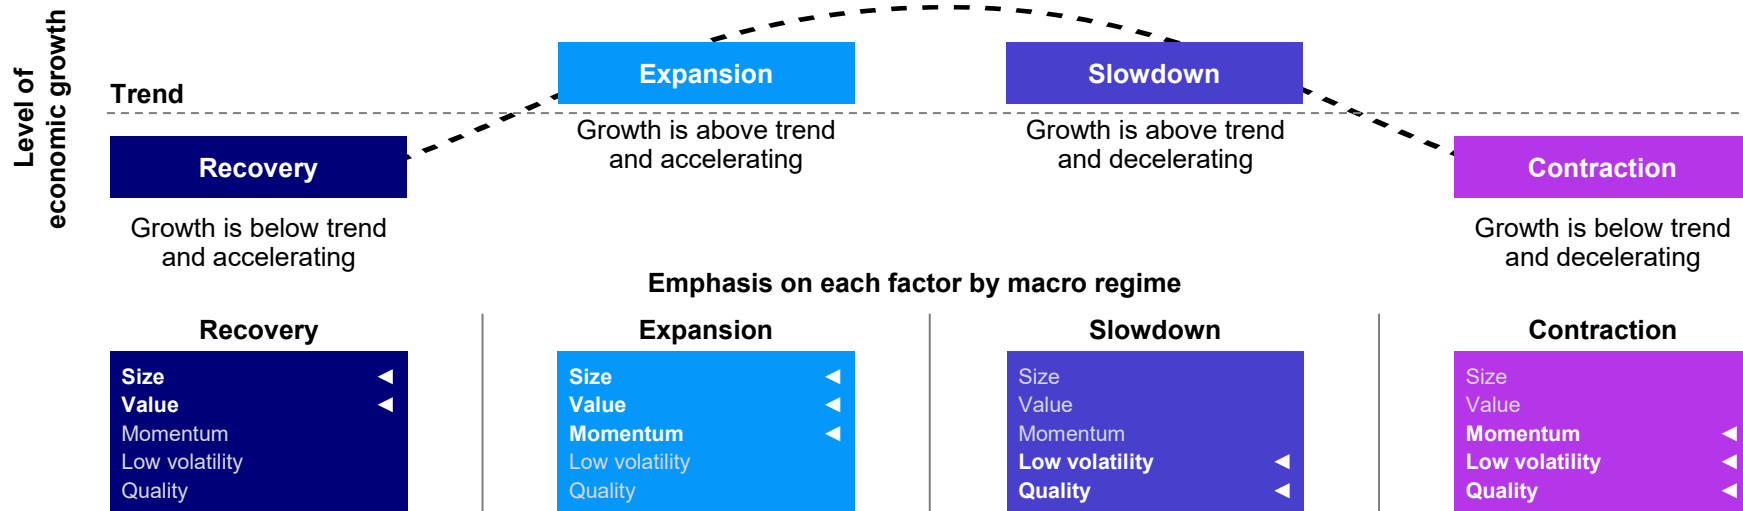 Level of
economic growth
Trend
Recovery
Growth is below trend
and accelerating
Expansion
Growth is above trend
and accelerating
Slowdown
Growth is above trend
and decelerating
Contraction
Growth is below trend
and decelerating
Emphasis on each factor by macro regime
Recovery
Size
Value
Momentum
Low volatility
Quality
Expansion
Size
Value
Momentum
Low volatility
Quality
Slowdown
Size
Value
Momentum
Low volatility
Quality
Contraction
Size
Value
Momentum
Low volatility
Quality